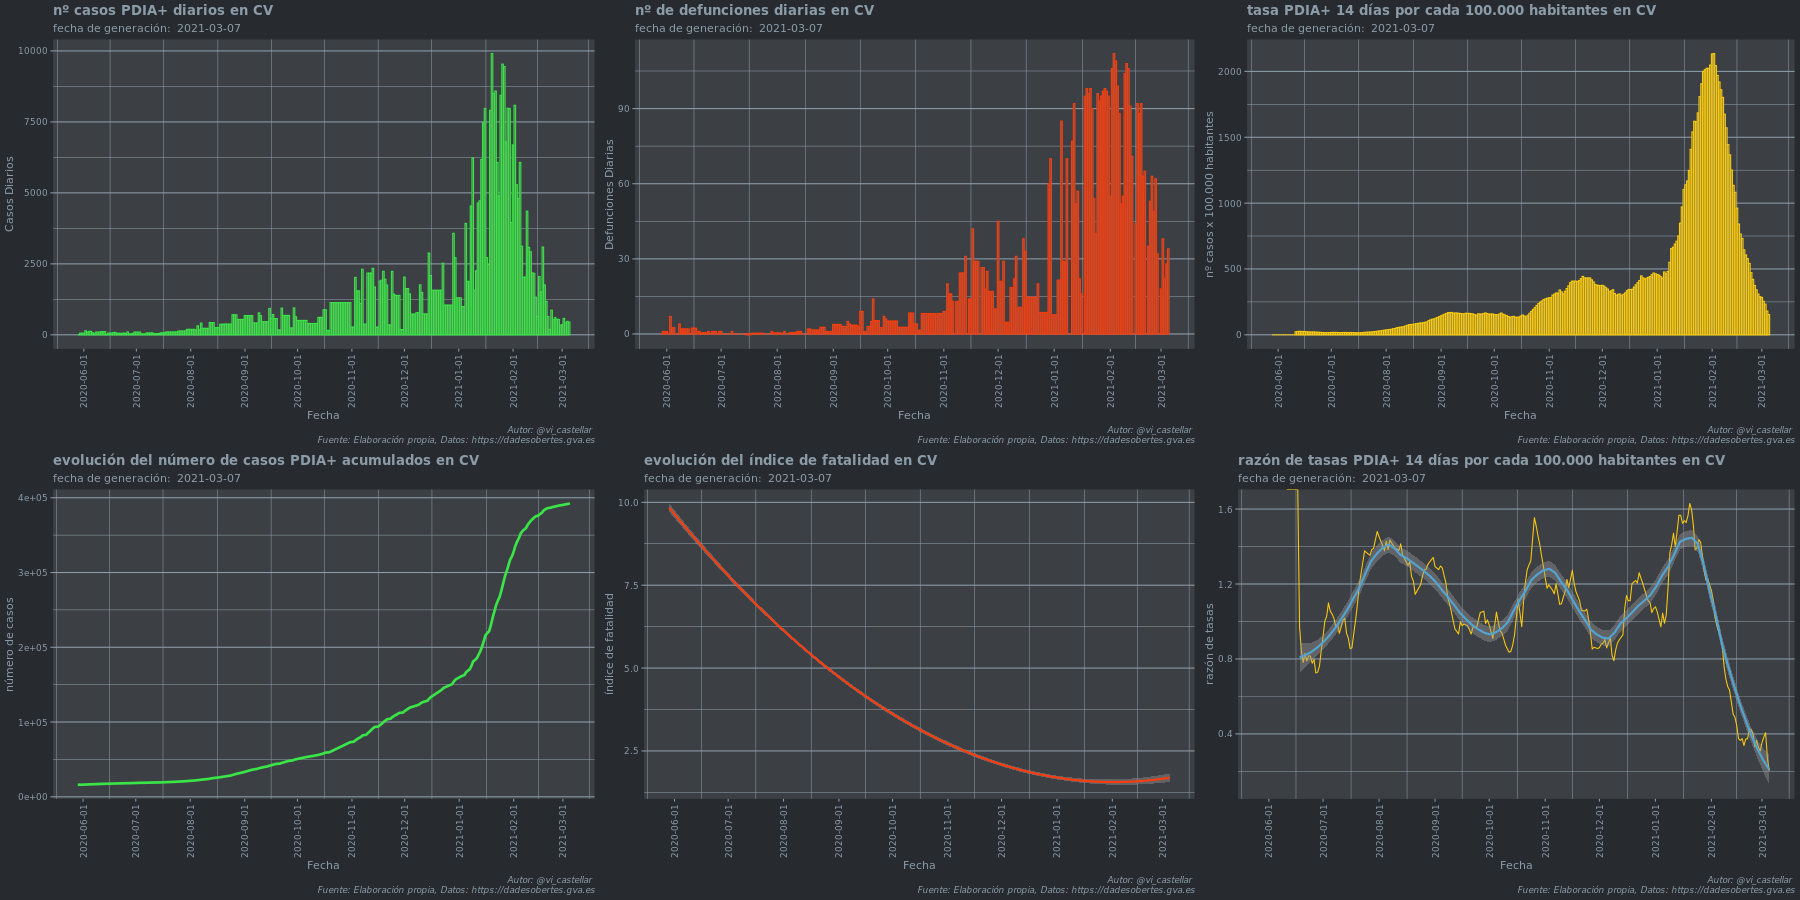 nº casos PDIA+ diarios en CV
fecha de generación: 2021-03-07
10000
7500
5000
2500
0
Casos Diarios
2020-06-01
2020-07-01
2020-08-01
2020-09-01
2020-10-01
2020-11-01
2020-12-01
2021-01-01
2021-02-01
2021-03-01
Fecha
Autor: @vi_castellar
Fuente: Elaboración propia, Datos: https://dadesobertes.gva.es
nº de defunciones diarias en CV
fecha de generación: 2021-03-07
90
60
30
0
Defunciones Diarias
2020-06-01
2020-07-01
2020-08-01
2020-09-01
2020-10-01
2020-11-01
2020-12-01
2021-01-01
2021-02-01
2021-03-01
Fecha
Autor: @vi_castellar
Fuente: Elaboración propia, Datos: https://dadesobertes.gva.es
tasa PDIA+ 14 días por cada 100.000 habitantes en CV
fecha de generación: 2021-03-07
2000
1500
1000
500
0
nº casos x 100.000 habitantes
2020-06-01
2020-07-01
2020-08-01
2020-09-01
2020-10-01
2020-11-01
2020-12-01
2021-01-01
2021-02-01
2021-03-01
Fecha
Autor: @vi_castellar
Fuente: Elaboración propia, Datos: https://dadesobertes.gva.es
evolución del número de casos PDIA+ acumulados en CV
fecha de generación: 2021-03-07
4e+05
3e+05
2e+05
1e+05
0e+00
número de casos
2020-06-01
2020-07-01
2020-08-01
2020-09-01
2020-10-01
2020-11-01
2020-12-01
2021-01-01
2021-02-01
2021-03-01
Fecha
Autor: @vi_castellar
Fuente: Elaboración propia, Datos: https://dadesobertes.gva.es
evolución del índice de fatalidad en CV
fecha de generación: 2021-03-07
10.0
7.5
5.0
2.5
índice de fatalidad
2020-06-01
2020-07-01
2020-08-01
2020-09-01
2020-10-01
2020-11-01
2020-12-01
2021-01-01
2021-02-01
2021-03-01
Fecha
Autor: @vi_castellar
Fuente: Elaboración propia, Datos: https://dadesobertes.gva.es
razón de tasas PDIA+ 14 días por cada 100.000 habitantes en CV
fecha de generación: 2021-03-07
1.6
1.2
0.8
0.4
razón de tasas
2020-06-01
2020-07-01
2020-08-01
2020-09-01
2020-10-01
2020-11-01
2020-12-01
2021-01-01
2021-02-01
2021-03-01
Fecha
Autor: @vi_castellar
Fuente: Elaboración propia, Datos: https://dadesobertes.gva.es